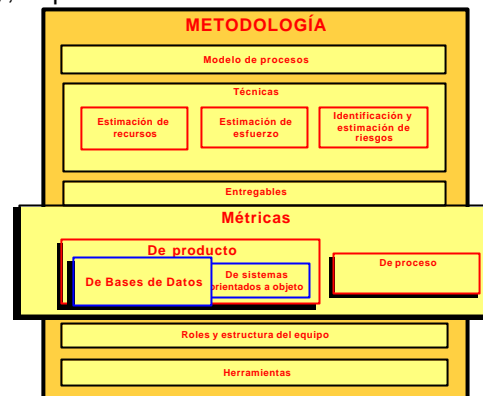 METODOLOGÍA
Modelo de procesos
Técnicas
Estimación de
recursos
Estimación de
esfuerzo
Identificación y
estimación de
riesgos
Entregables
Métricas
De producto
De Bases de Datos
De sistemas
orientados a objeto
De proceso
Roles y estructura del equipo
Herramientas